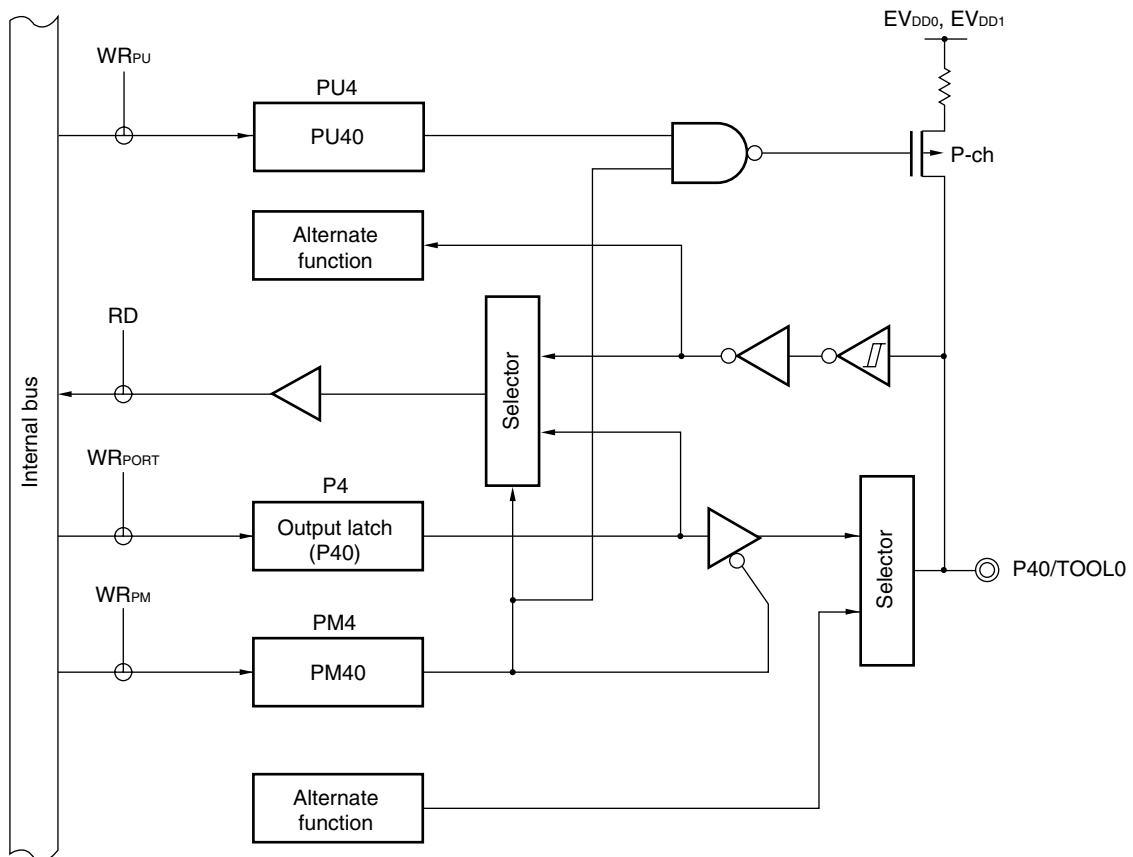 EVDD0, EVDD1
WRPU
PU4
PU40
P-ch
Alternate
function
RD
Selector
Internal bus
WRPORT
P4
Output latch
(P40)
Selector
P40/TOOL0
WRPM
PM4
PM40
Alternate
function